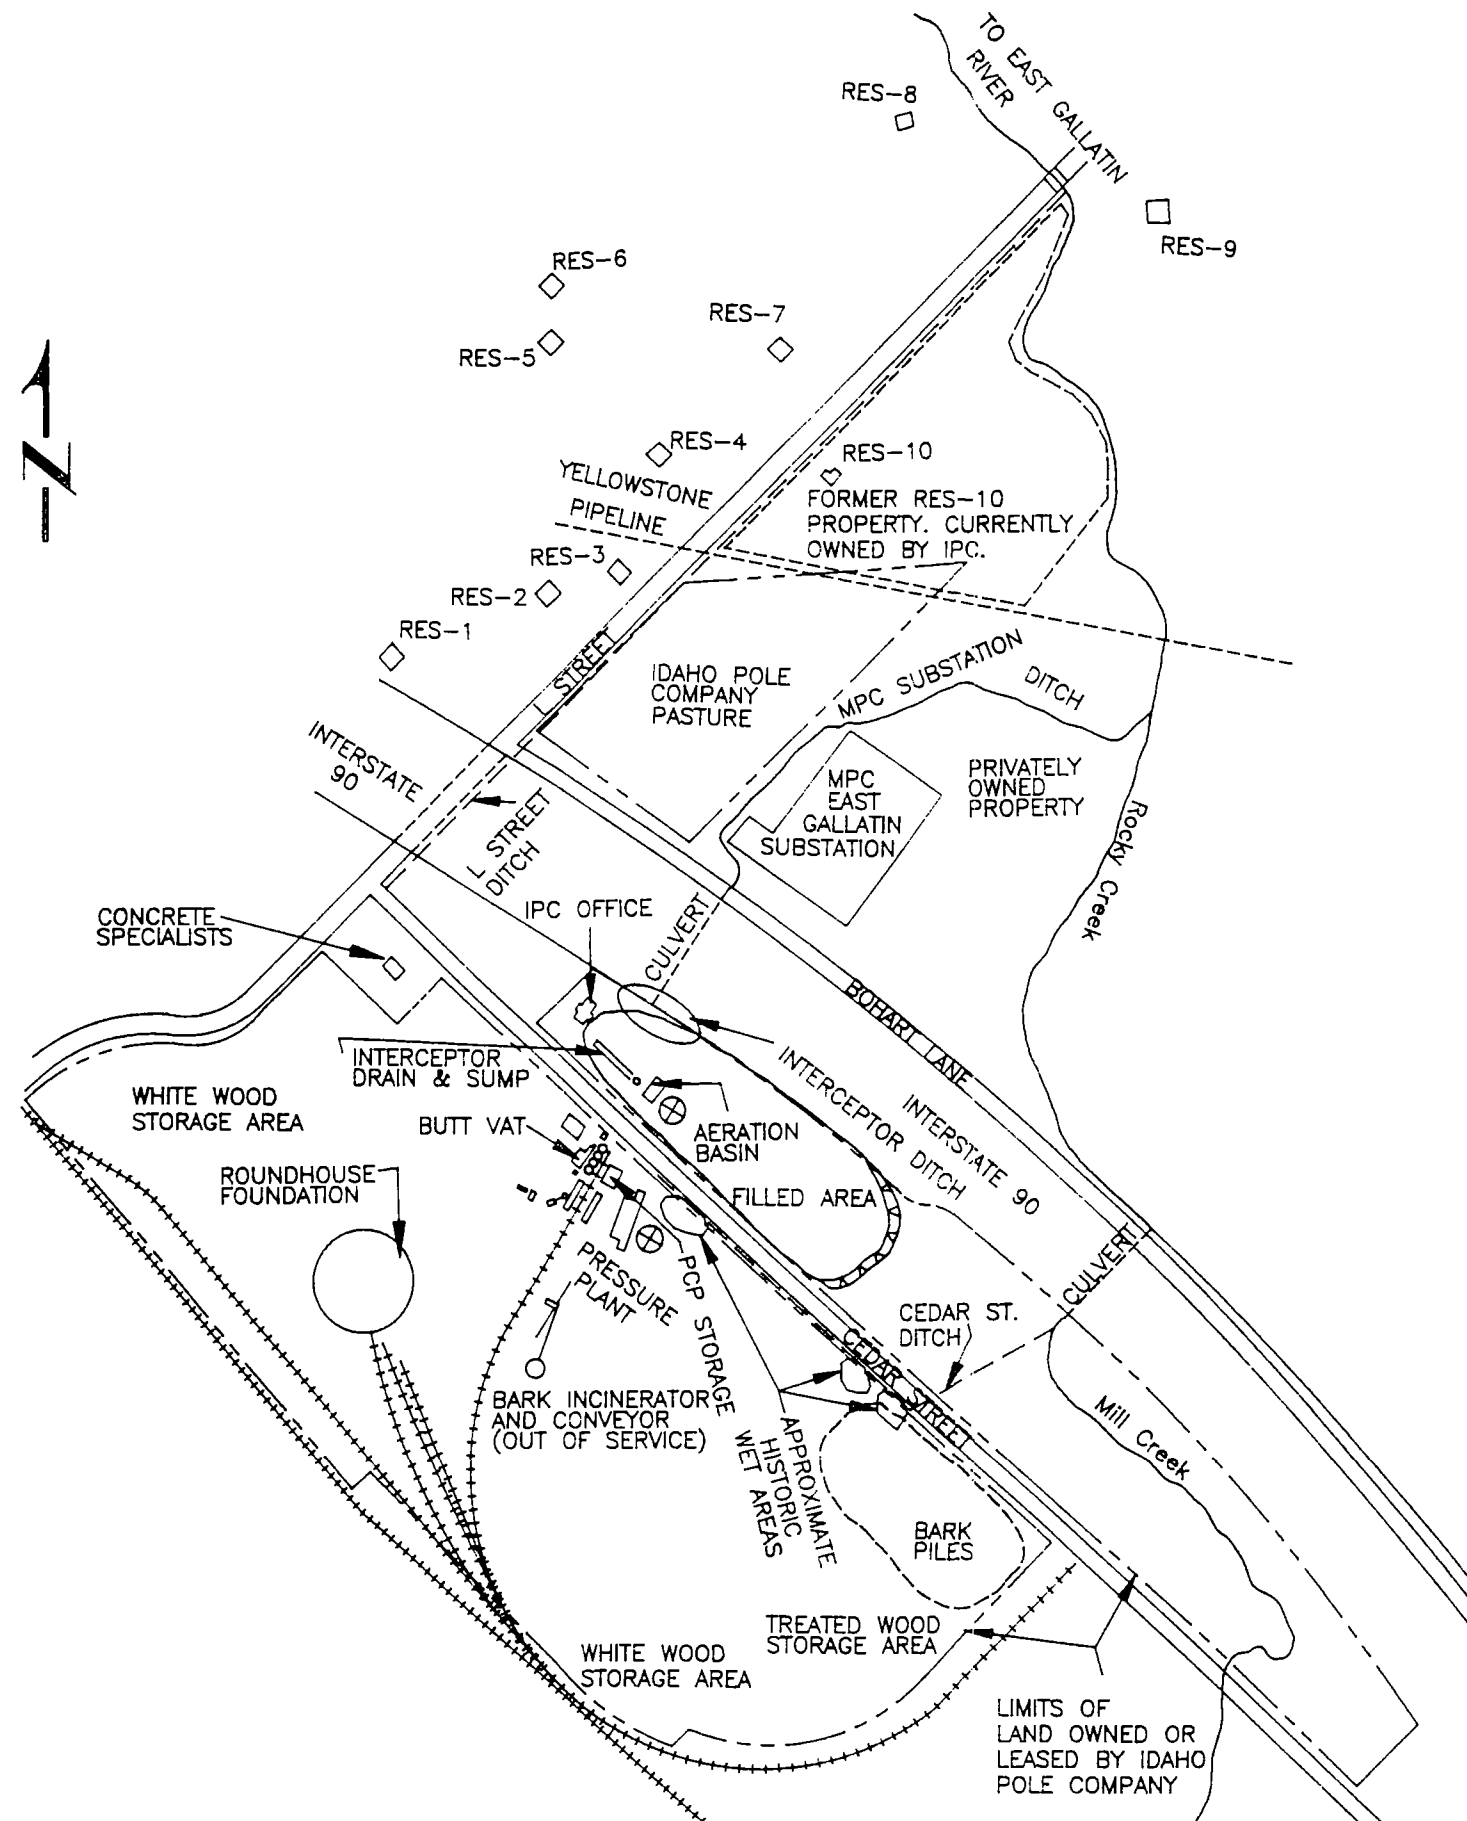 TO EAST GALLATIN
RIVER
RES-8
RES-9
RES-6
RES-7
RES-5
RES-4
RES-10
YELLOWSTONE
PIPELINE
FORMER RES-10
PROPERTY. CURRENTLY
OWNED BY IPC.
N
RES-3
RES-2
RES-1
L STREET
IDAHO POLE
COMPANY
PASTURE
MPC SUBSTATION
DITCH
INTERSTATE
90
MPC
EAST
GALLATIN
SUBSTATION
PRIVATELY
OWNED
PROPERTY
L STREET
DITCH
Rocky Creek
CONCRETE
SPECIALISTS
IPC OFFICE
CULVERT
BOHART LANE
INTERCEPTOR
DRAIN & SUMP
INTERCEPTOR DITCH
INTERSTATE 90
WHITE WOOD
STORAGE AREA
BUTT VAT
AERATION
BASIN
ROUNDHOUSE
FOUNDATION
FILLED AREA
PRESSURE
PLANT
PCP STORAGE
CULVERT
CEDAR ST.
DITCH
CEDAR STREET
BARK INCINERATOR
AND CONVEYOR
(OUT OF SERVICE)
APPROXIMATE
HISTORIC
WET AREAS
Mill Creek
BARK
PILES
TREATED WOOD
STORAGE AREA
WHITE WOOD
STORAGE AREA
LIMITS OF
LAND OWNED OR
LEASED BY IDAHO
POLE COMPANY